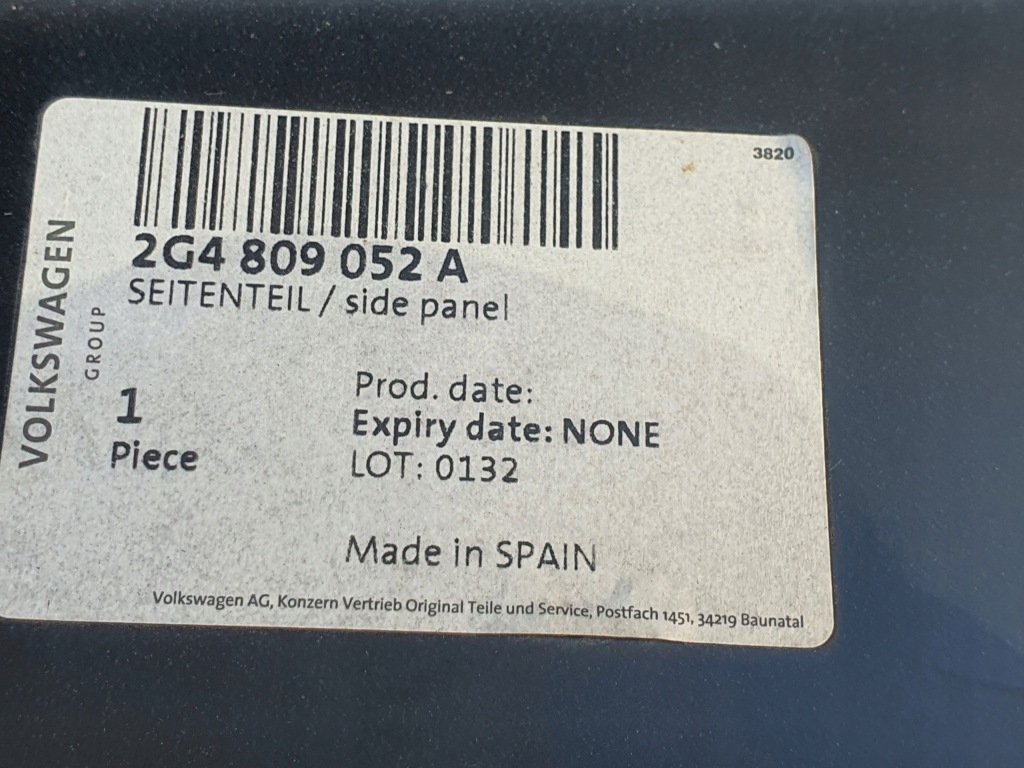 3820
2G4 809 052 A
SEITENTEIL / side panel
VOLKSWAGEN
GROUP
1
Piece
Prod. date:
Expiry date: NONE
LOT: 0132
Made in SPAIN
Volkswagen AG, Konzern Vertrieb Original Teile und Service, Postfach 1451, 34219 Baunatal